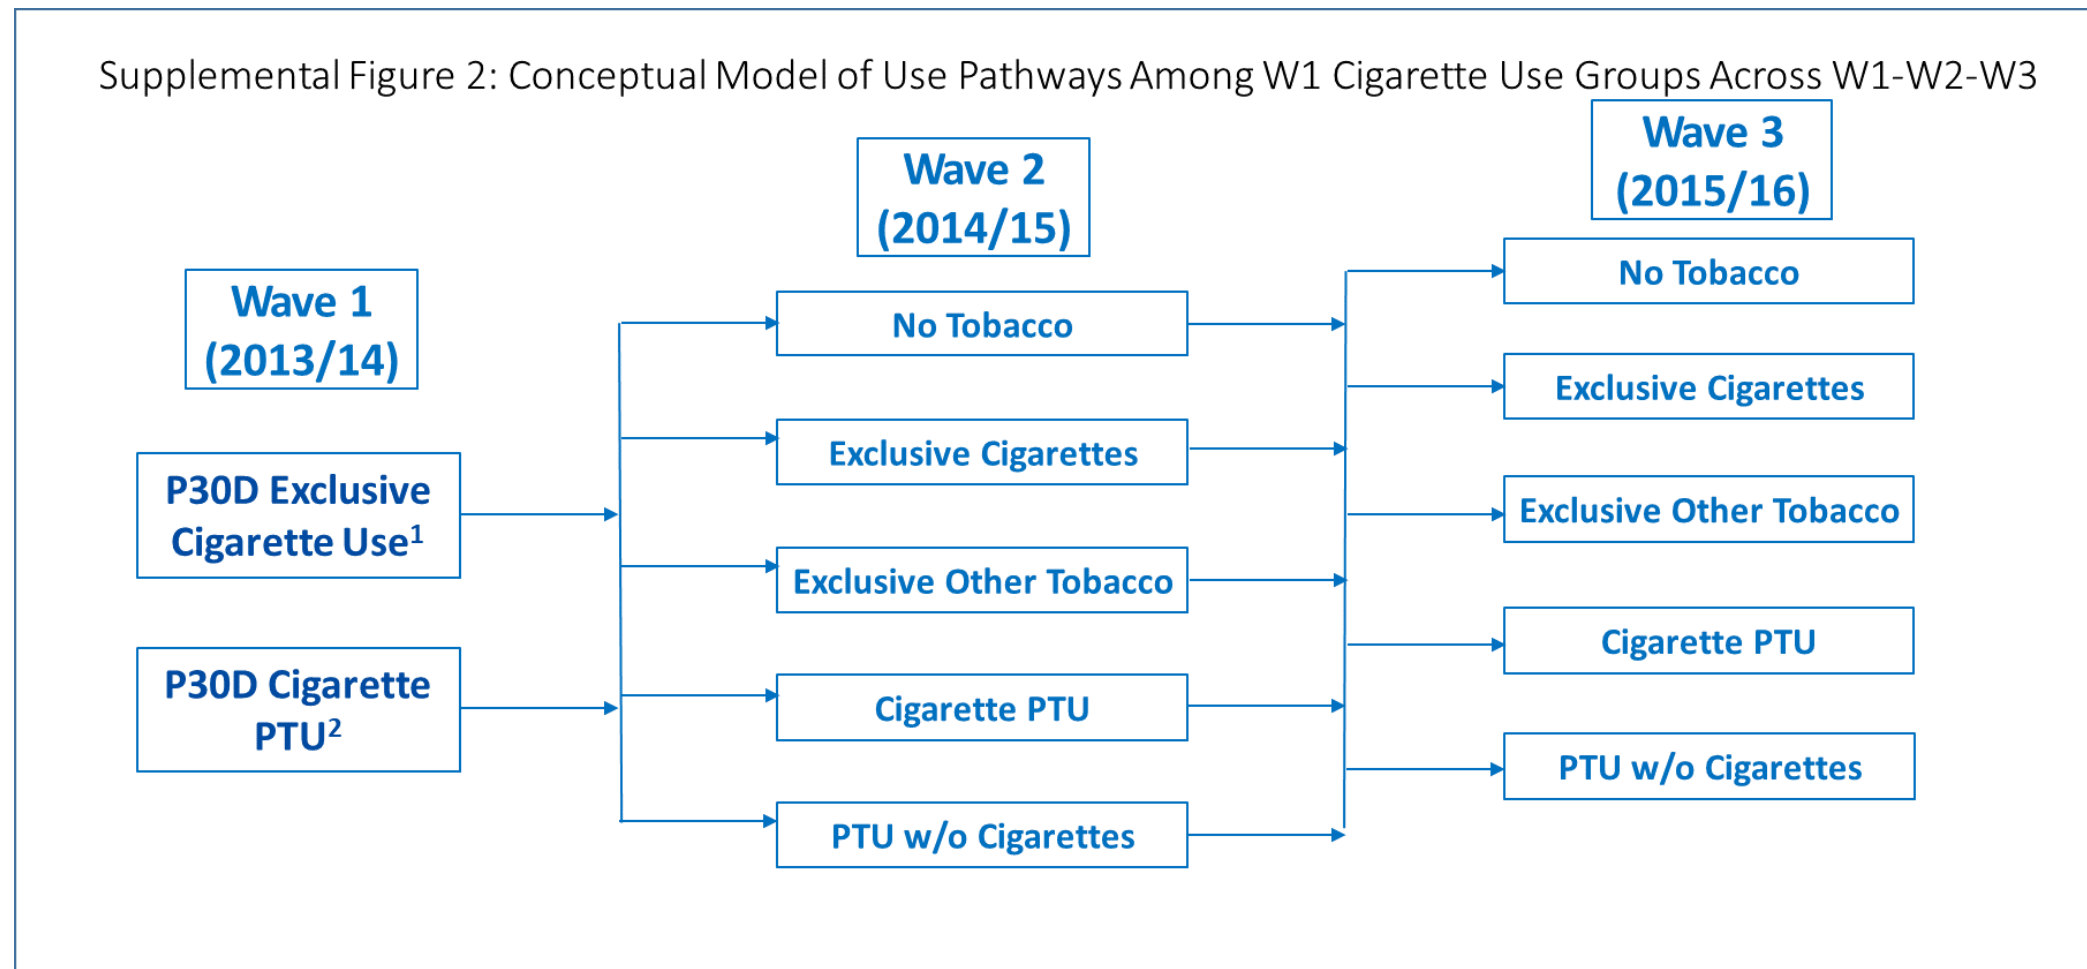 Supplemental Figure 2: Conceptual Model of Use Pathways Among W1 Cigarette Use Groups Across W1-W2-W3
Wave 1
(2013/14)
P30D Exclusive
Cigarette Use¹
P30D Cigarette
PTU²
Wave 2
(2014/15)
No Tobacco
Exclusive Cigarettes
Exclusive Other Tobacco
Cigarette PTU
PTU w/o Cigarettes
Wave 3
(2015/16)
No Tobacco
Exclusive Cigarettes
Exclusive Other Tobacco
Cigarette PTU
PTU w/o Cigarettes